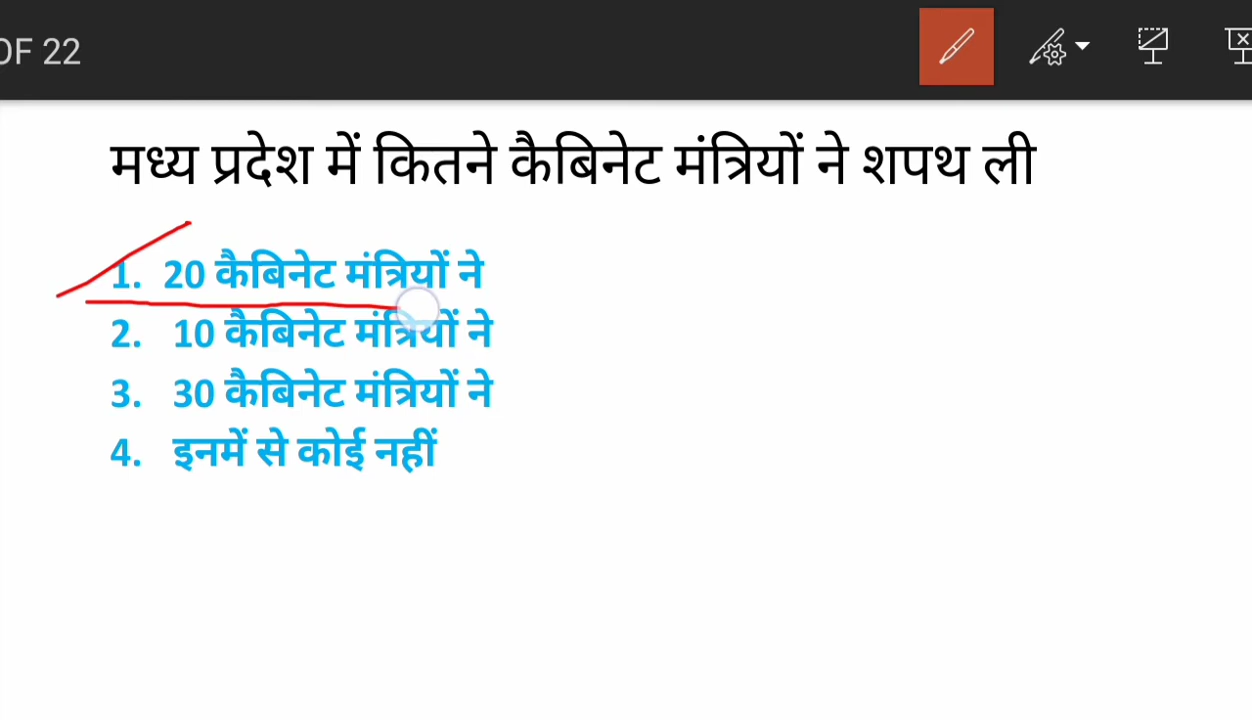 OF 22
मध्य प्रदेश में कितने कैबिनेट मंत्रियों ने शपथ ली
1. 20 कैबिनेट मंत्रियों ने
2. 10 कैबिनेट मंत्रियों ने
3. 30 कैबिनेट मंत्रियों ने
4. इनमें से कोई नहीं